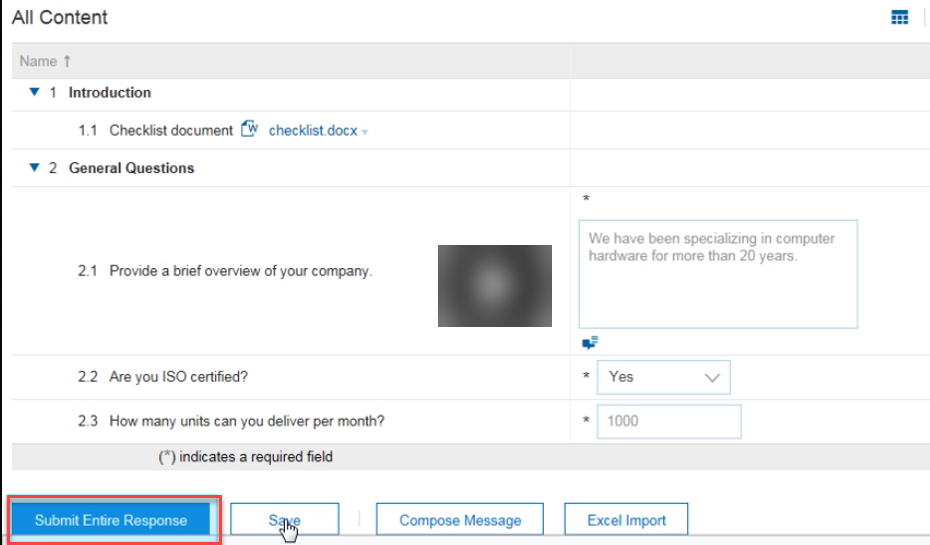 All Content
Name ↑
1 Introduction
1.1 Checklist document checklist.docx
2 General Questions
*
2.1 Provide a brief overview of your company.
We have been specializing in computer
hardware for more than 20 years.
2.2 Are you ISO certified? * Yes
2.3 How many units can you deliver per month? * 1000
(*) indicates a required field
Submit Entire Response Save Compose Message Excel Import